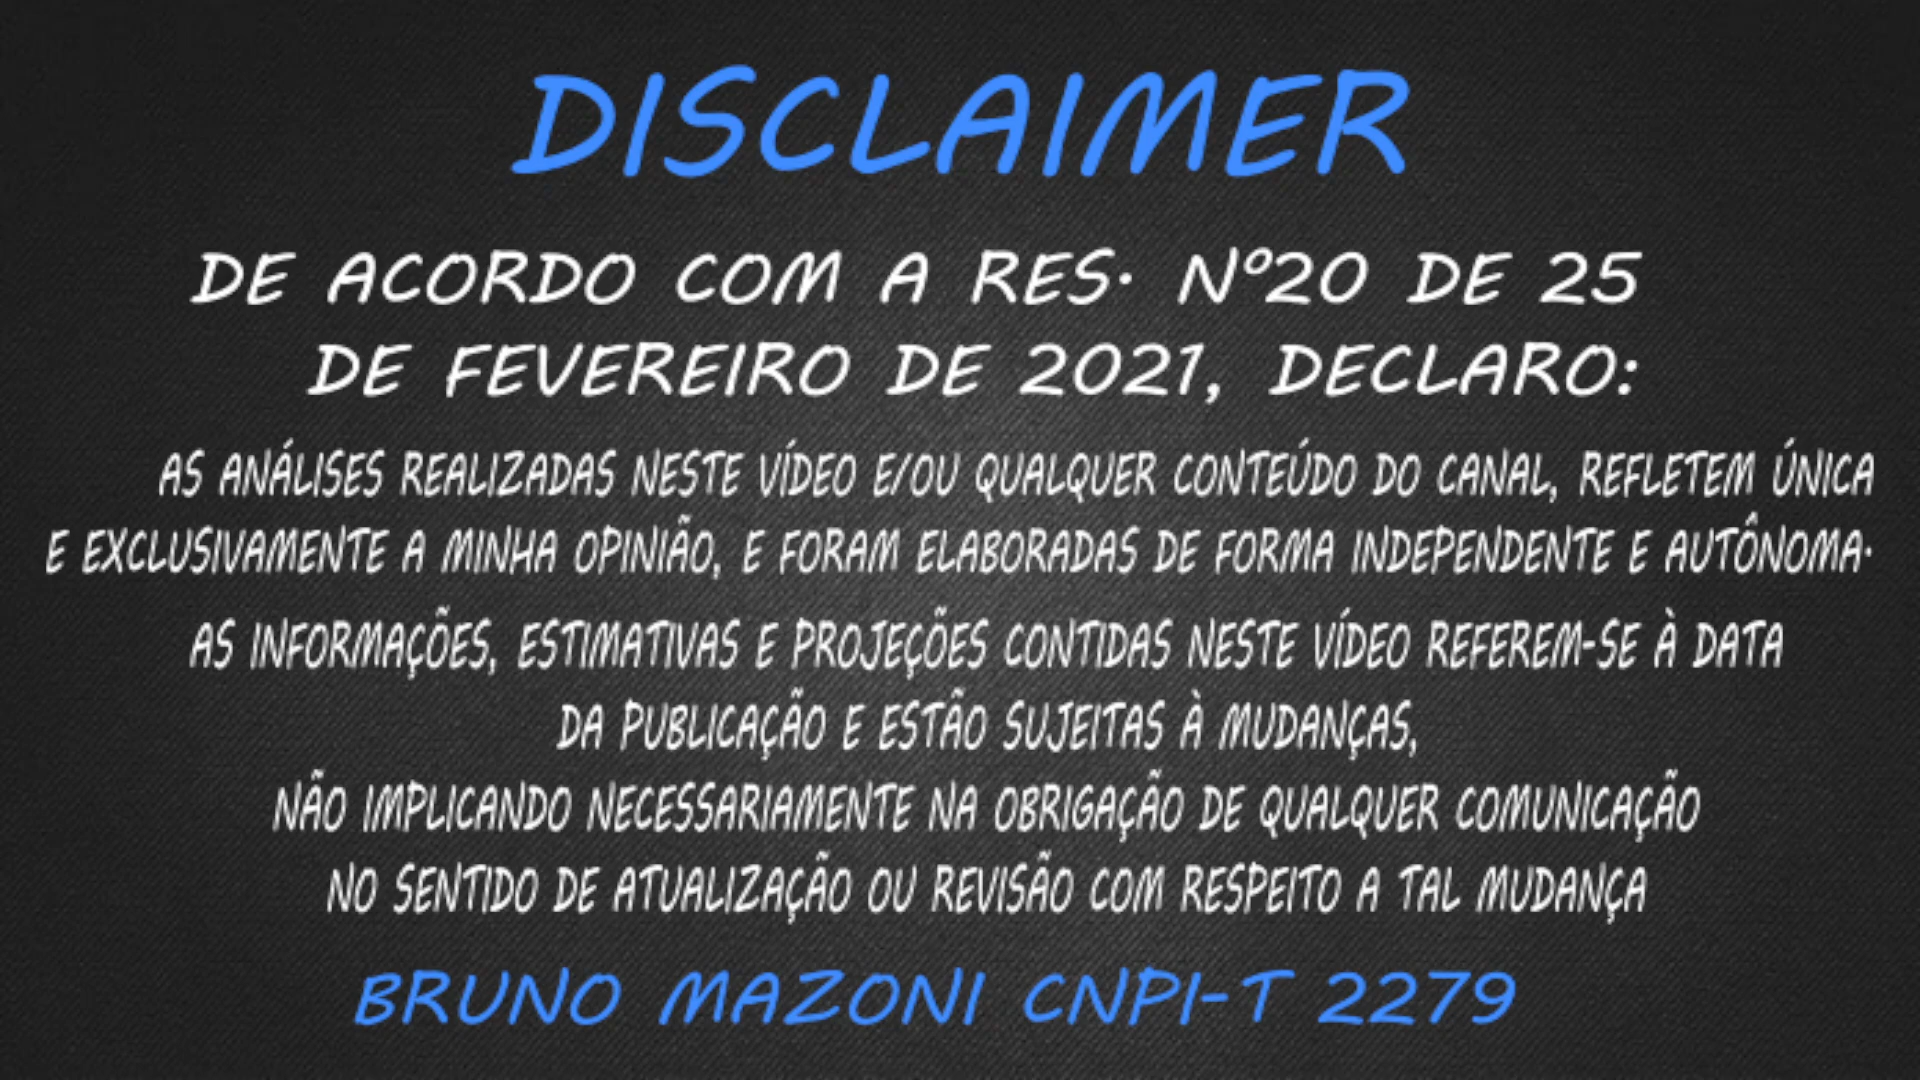 DISCLAIMER
DE ACORDO COM A RES. Nº20 DE 25
DE FEVEREIRO DE 2021, DECLARO:
AS ANÁLISES REALIZADAS NESTE VÍDEO E/OU QUALQUER CONTEÚDO DO CANAL, REFLETEM ÚNICA
E EXCLUSIVAMENTE A MINHA OPINIÃO, E FORAM ELABORADAS DE FORMA INDEPENDENTE E AUTÔNOMA.
AS INFORMAÇÕES, ESTIMATIVAS E PROJEÇÕES CONTIDAS NESTE VÍDEO REFEREM-SE À DATA
DA PUBLICAÇÃO E ESTÃO SUJEITAS À MUDANÇAS,
NÃO IMPLICANDO NECESSARIAMENTE NA OBRIGAÇÃO DE QUALQUER COMUNICAÇÃO
NO SENTIDO DE ATUALIZAÇÃO OU REVISÃO COM RESPEITO A TAL MUDANÇA
BRUNO MAZONI CNPI-T 2279